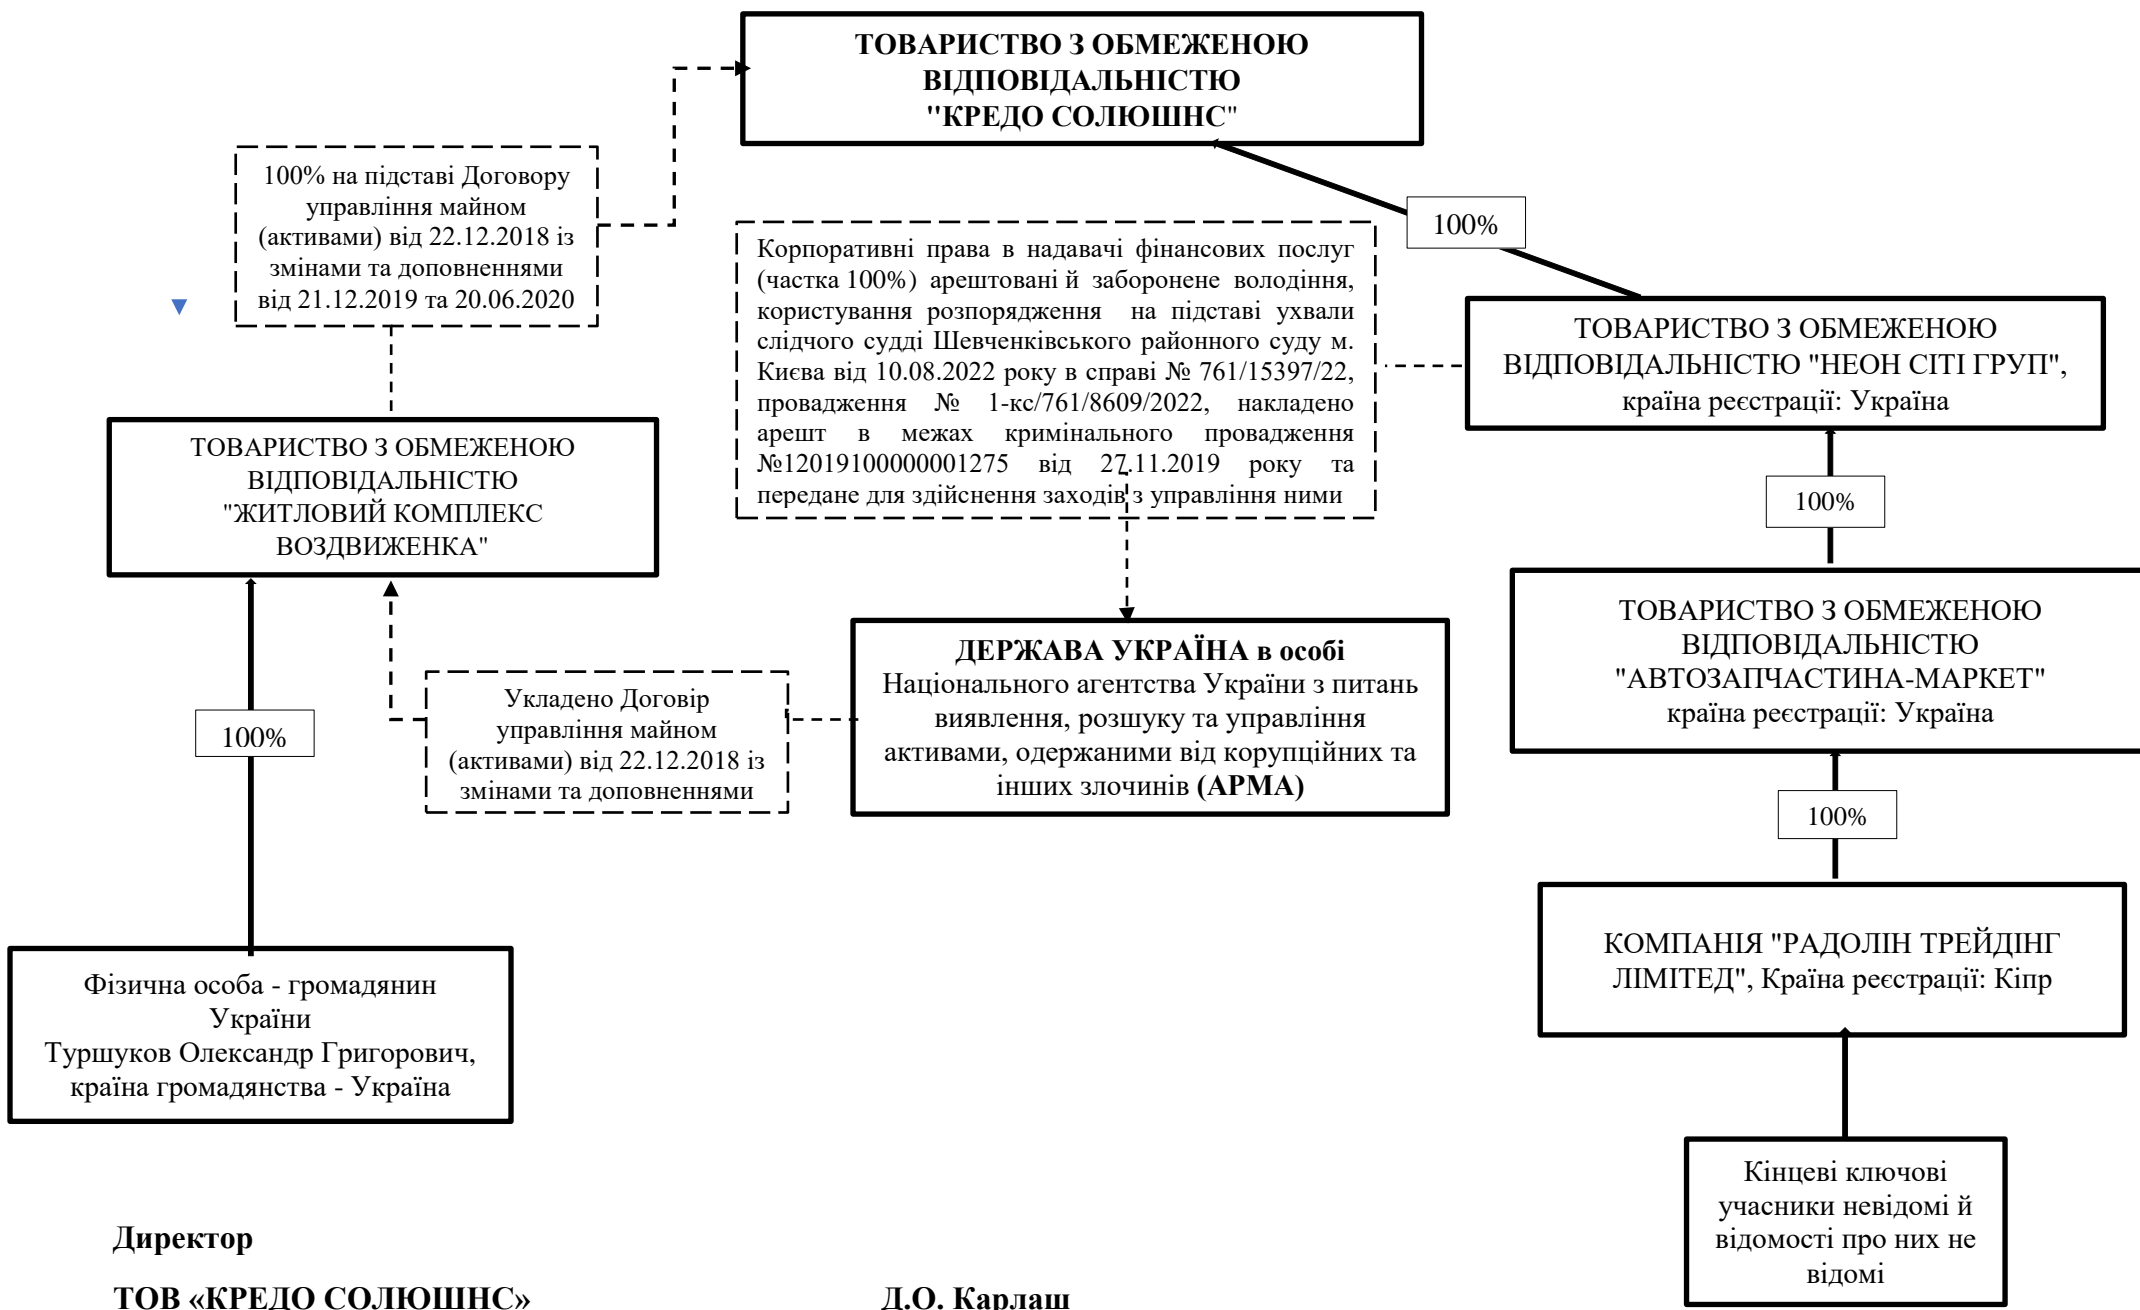 ТОВАРИСТВО З ОБМЕЖЕНОЮ
ВІДПОВІДАЛЬНІСТЮ
"КРЕДО СОЛЮШНС"
100% на підставі Договору
управління майном
(активами) від 22.12.2018 із
змінами та доповненнями
від 21.12.2019 та 20.06.2020
100%
Корпоративні права в надавачі фінансових послуг
(частка 100%) арештовані й заборонене володіння,
користування розпорядження на підставі ухвали
слідчого судді Шевченківського районного суду м.
Києва від 10.08.2022 року в справі № 761/15397/22,
провадження № 1-кс/761/8609/2022, накладено
арешт в межах кримінального провадження
№12019100000001275 від 27.11.2019 року та
передане для здійснення заходів з управління ними
ТОВАРИСТВО З ОБМЕЖЕНОЮ
ВІДПОВІДАЛЬНІСТЮ "НЕОН СІТІ ГРУП",
країна реєстрації: Україна
ТОВАРИСТВО З ОБМЕЖЕНОЮ
ВІДПОВІДАЛЬНІСТЮ
"ЖИТЛОВИЙ КОМПЛЕКС
ВОЗДВИЖЕНКА"
100%
ТОВАРИСТВО З ОБМЕЖЕНОЮ
ВІДПОВІДАЛЬНІСТЮ
"АВТОЗАПЧАСТИНА-МАРКЕТ"
країна реєстрації: Україна
ДЕРЖАВА УКРАЇНА в особі
Національного агентства України з питань
виявлення, розшуку та управління
активами, одержаними від корупційних та
інших злочинів (АРМА)
Укладено Договір
управління майном
(активами) від 22.12.2018 із
змінами та доповненнями
100%
100%
КОМПАНІЯ "РАДОЛІН ТРЕЙДІНГ
ЛІМІТЕД", Країна реєстрації: Кіпр
Фізична особа - громадянин
України
Туршуков Олександр Григорович,
країна громадянства - Україна
Кінцеві ключові
учасники невідомі й
відомості про них не
відомі
Директор
ТОВ «КРЕДО СОЛЮШНС» Д.О. Карлаш